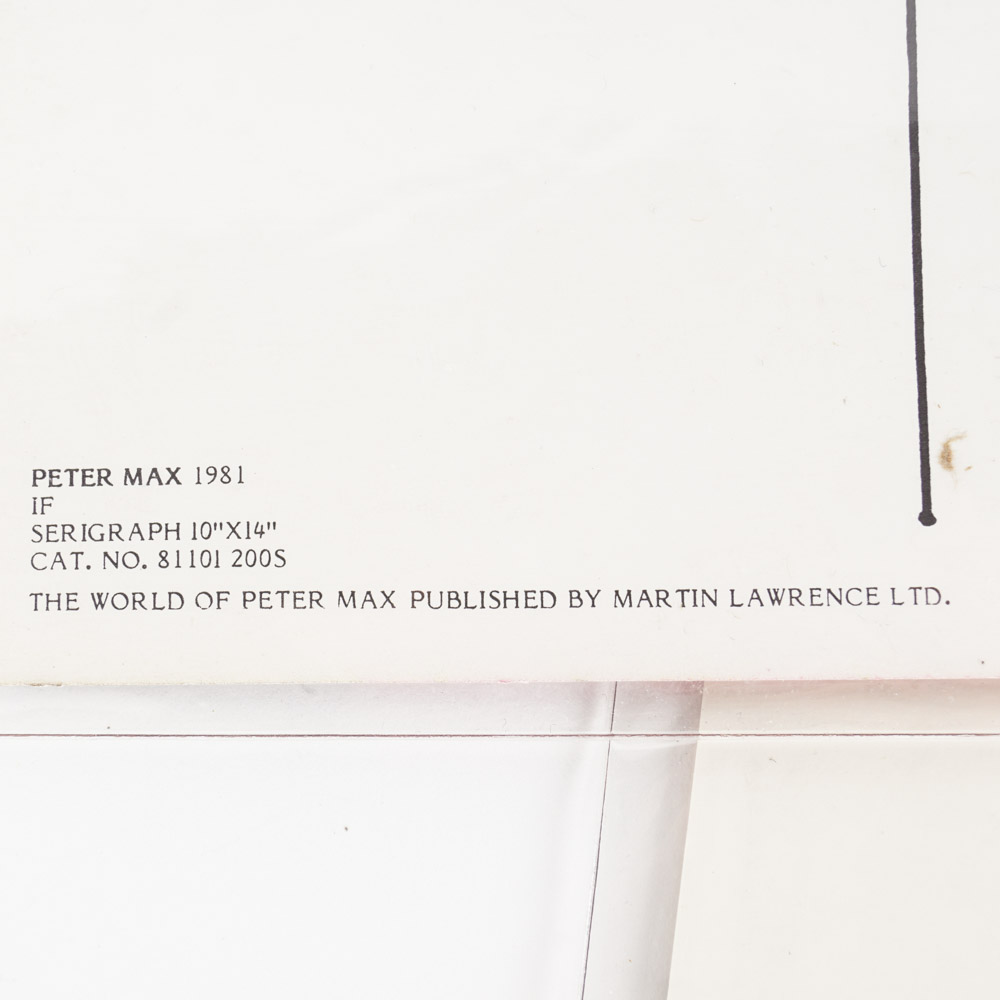 PETER MAX 1981
IF
SERIGRAPH 10"X14"
CAT. NO. 81101 200S
THE WORLD OF PETER MAX PUBLISHED BY MARTIN LAWRENCE LTD.